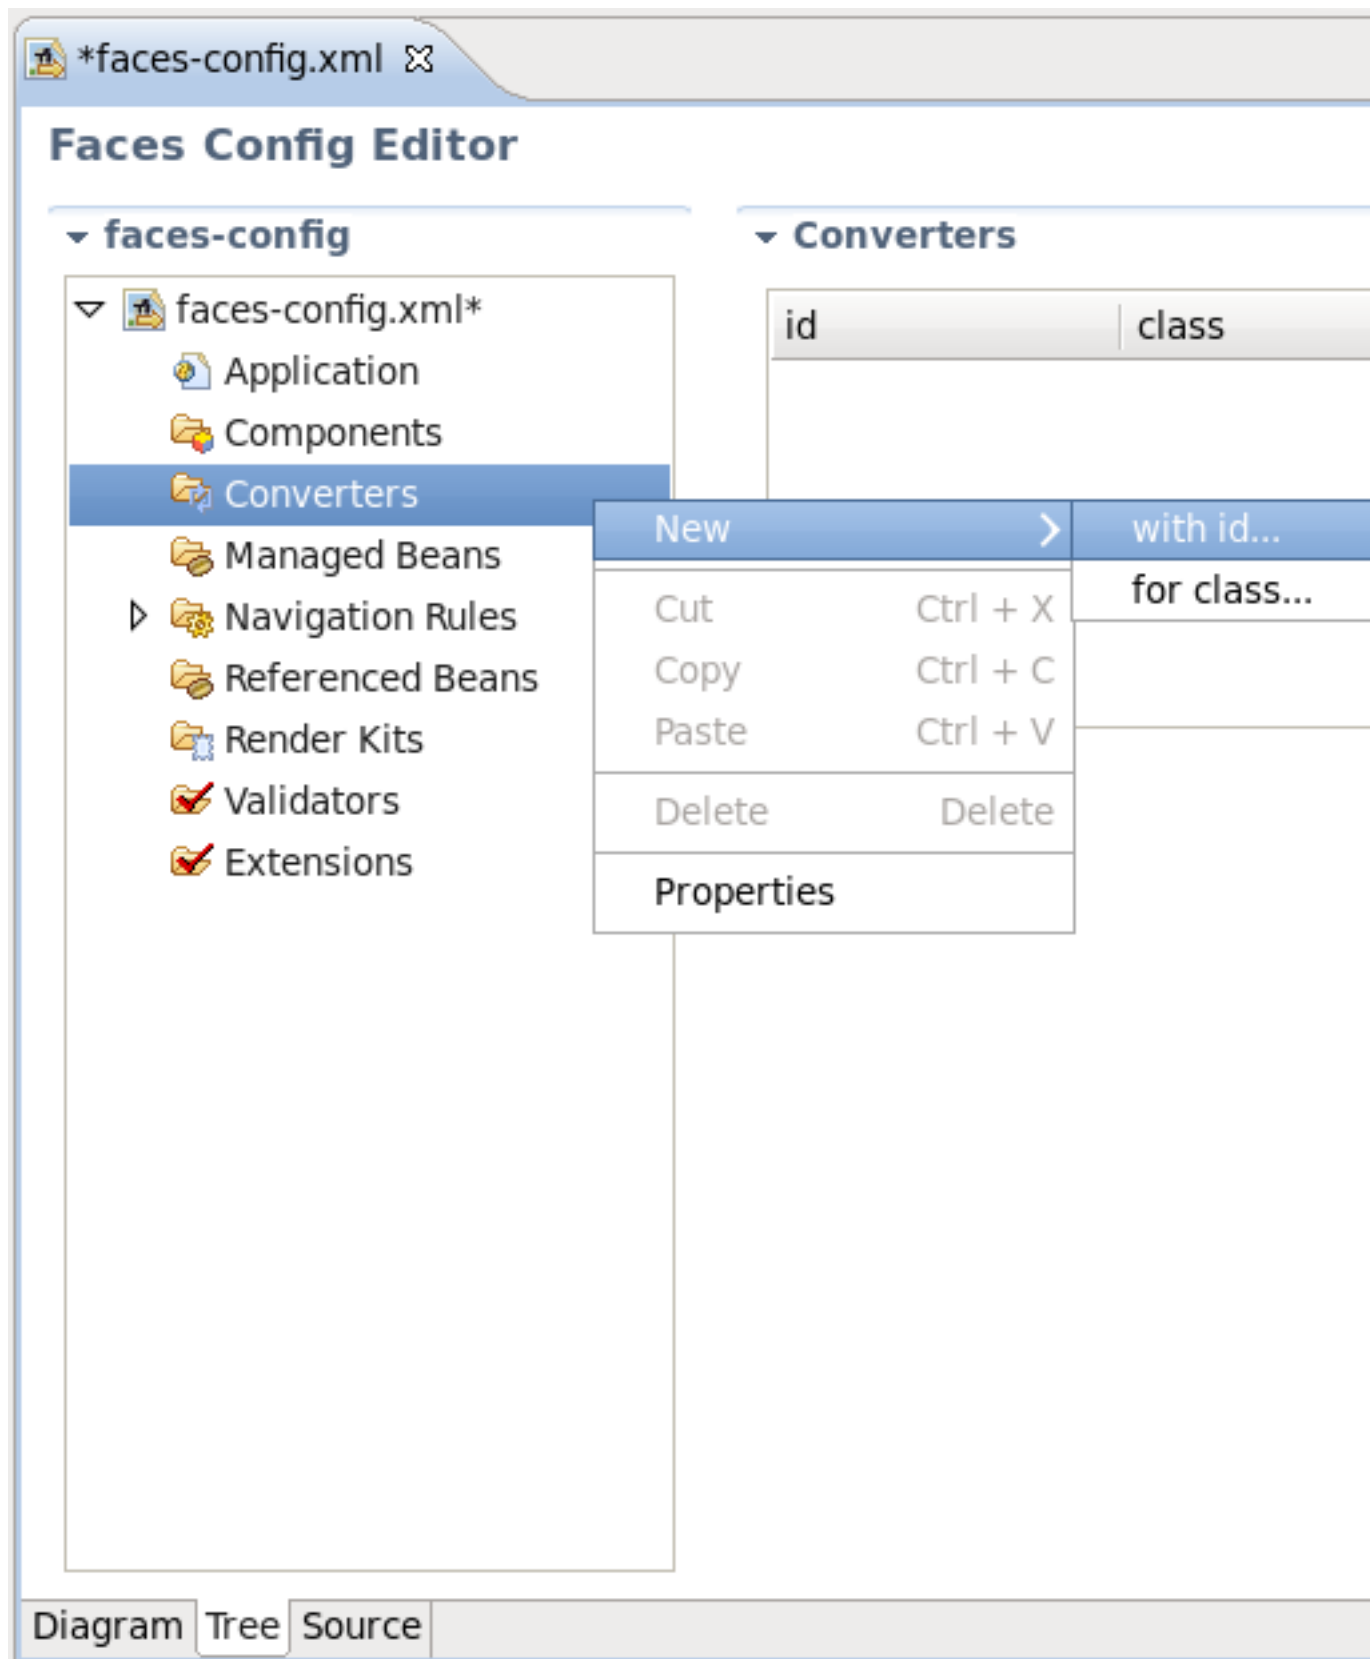 *faces-config.xml
Faces Config Editor
faces-config
faces-config.xml*
Application
Components
Converters
Managed Beans
Navigation Rules
Referenced Beans
Render Kits
Validators
Extensions
Converters
id class
New
with id...
for class...
Cut Ctrl + X
Copy Ctrl + C
Paste Ctrl + V
Delete Delete
Properties
Diagram Tree Source